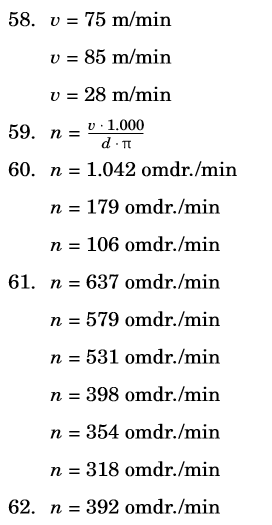 58. v = 75 m/min
v = 85 m/min
v = 28 m/min
59. n = v · 1.000 / d · π
60. n = 1.042 omdr./min
n = 179 omdr./min
n = 106 omdr./min
61. n = 637 omdr./min
n = 579 omdr./min
n = 531 omdr./min
n = 398 omdr./min
n = 354 omdr./min
n = 318 omdr./min
62. n = 392 omdr./min